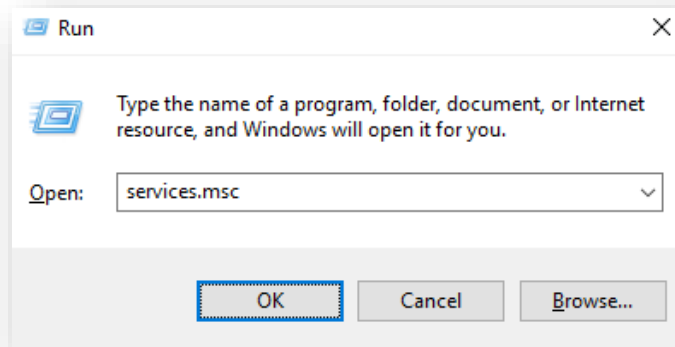 Run
Type the name of a program, folder, document, or Internet
resource, and Windows will open it for you.
Open: services.msc
OK Cancel Browse...